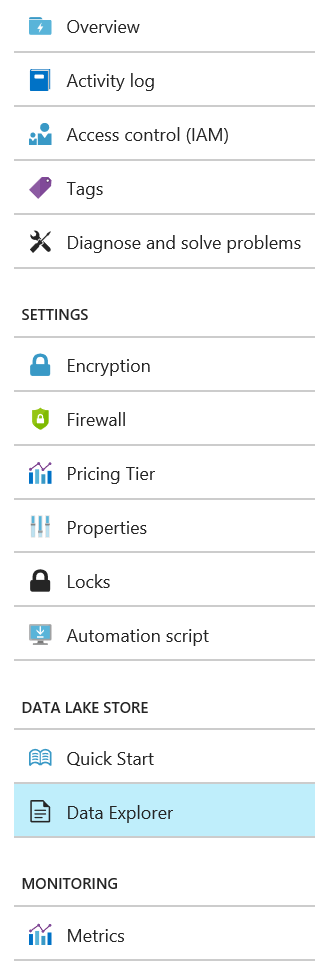 Overview
Activity log
Access control (IAM)
Tags
Diagnose and solve problems
SETTINGS
Encryption
Firewall
Pricing Tier
Properties
Locks
Automation script
DATA LAKE STORE
Quick Start
Data Explorer
MONITORING
Metrics